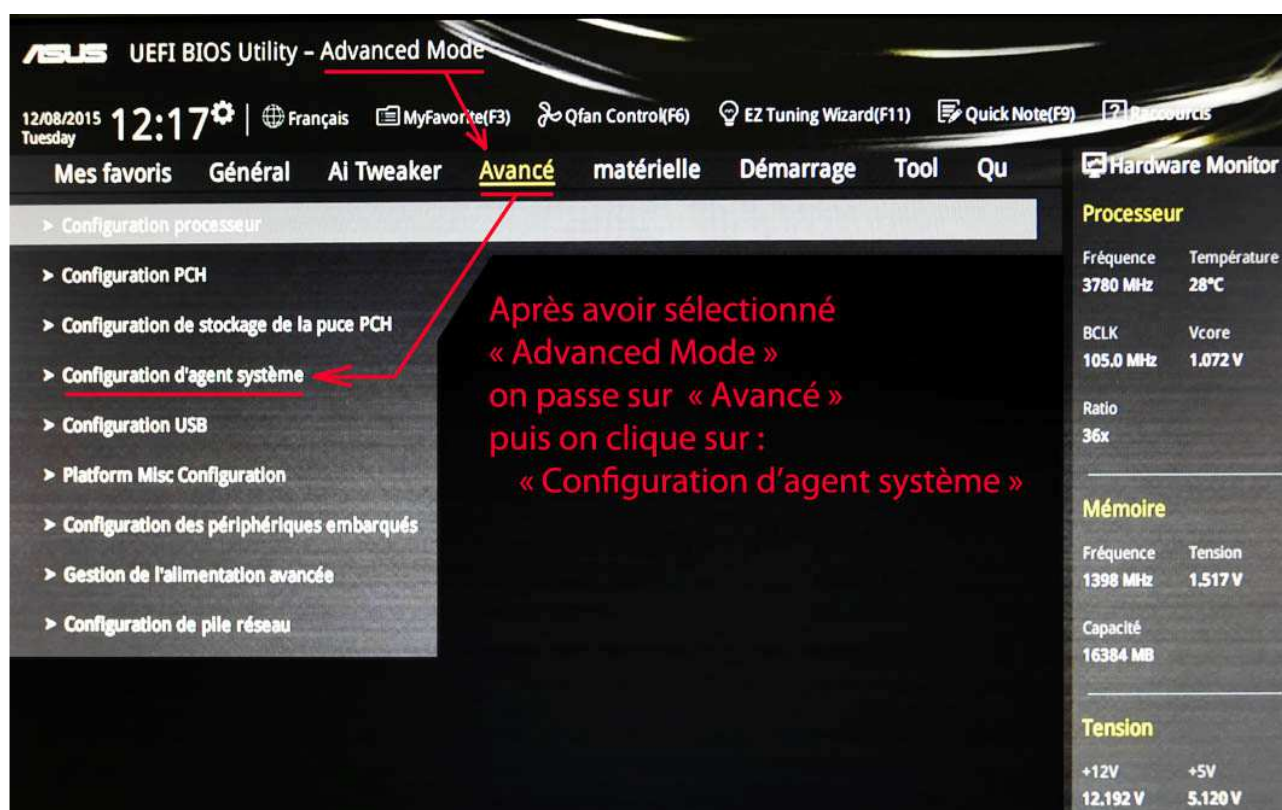 ASUS UEFI BIOS Utility – Advanced Mode
12/08/2015 12:17 Français MyFavorite(F3) Qfan Control(F6) EZ Tuning Wizard(F11) Quick Note(F9) Raccourcis
Tuesday
Mes favoris Général Ai Tweaker Avancé matérielle Démarrage Tool Qu
> Configuration processeur
> Configuration PCH
> Configuration de stockage de la puce PCH
> Configuration d'agent système
> Configuration USB
> Platform Misc Configuration
> Configuration des périphériques embarqués
> Gestion de l'alimentation avancée
> Configuration de pile réseau
Après avoir sélectionné
« Advanced Mode »
on passe sur « Avancé »
puis on clique sur :
« Configuration d'agent système »
Hardware Monitor
Processeur
Fréquence Température
3780 MHz 28°C
BCLK Vcore
105.0 MHz 1.072 V
Ratio
36x
Mémoire
Fréquence Tension
1398 MHz 1.517 V
Capacité
16384 MB
Tension
+12V +5V
12.192 V 5.120 V